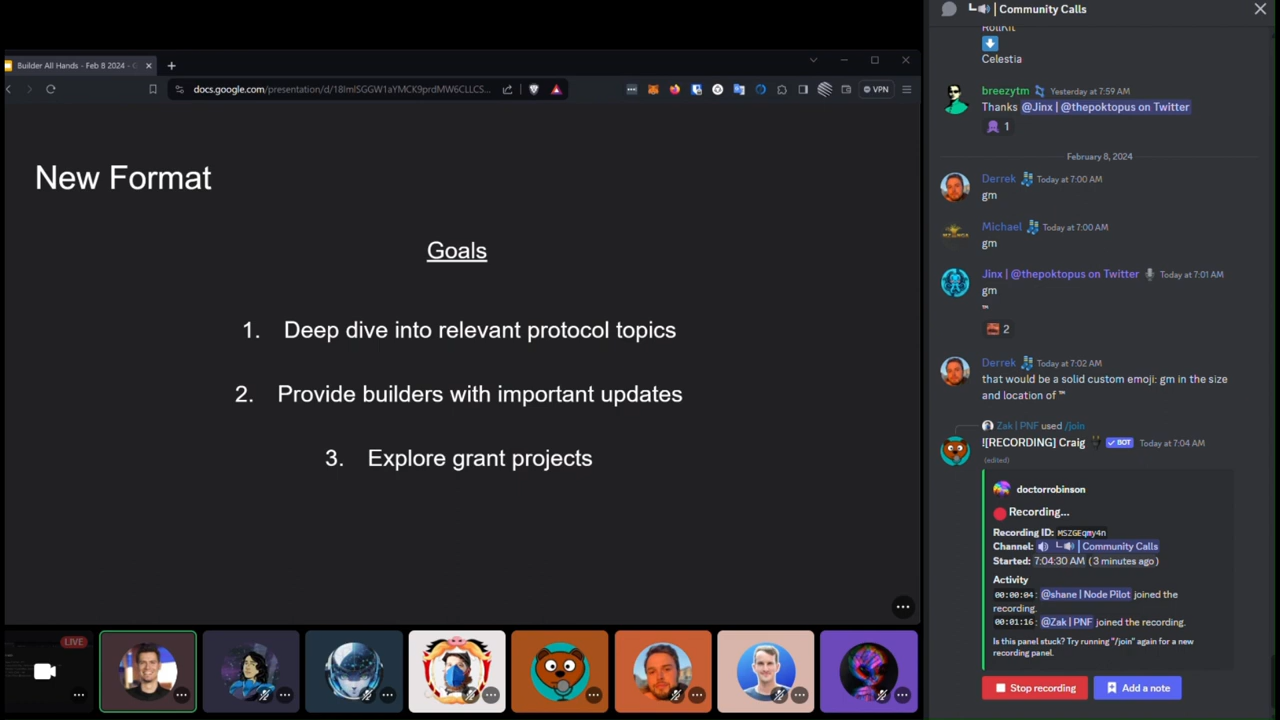 Builder All Hands - Feb 8 2024 -
docs.google.com/presentation/d/18ImISGGW1aYMCK9prdMW6CLLCS...
VPN
New Format
Goals
1. Deep dive into relevant protocol topics
2. Provide builders with important updates
3. Explore grant projects
LIVE
| Community Calls
RollKit
Celestia
breezytm Yesterday at 7:59 AM
Thanks @Jinx | @thepoktopus on Twitter
1
February 8, 2024
Derrek Today at 7:00 AM
gm
Michael Today at 7:00 AM
gm
Jinx | @thepoktopus on Twitter Today at 7:01 AM
gm
™
2
Derrek Today at 7:02 AM
that would be a solid custom emoji: gm in the size
and location of ™
Zak | PNF used /join
![RECORDING] Craig BOT Today at 7:04 AM
(edited)
doctorrobinson
Recording...
Recording ID: MSZGEqmy4n
Channel: | Community Calls
Started: 7:04:30 AM (3 minutes ago)
Activity
00:00:04: @shane | Node Pilot joined the
recording.
00:01:16: @Zak | PNF joined the recording.
Is this panel stuck? Try running "/join" again for a new
recording panel.
Stop recording
Add a note